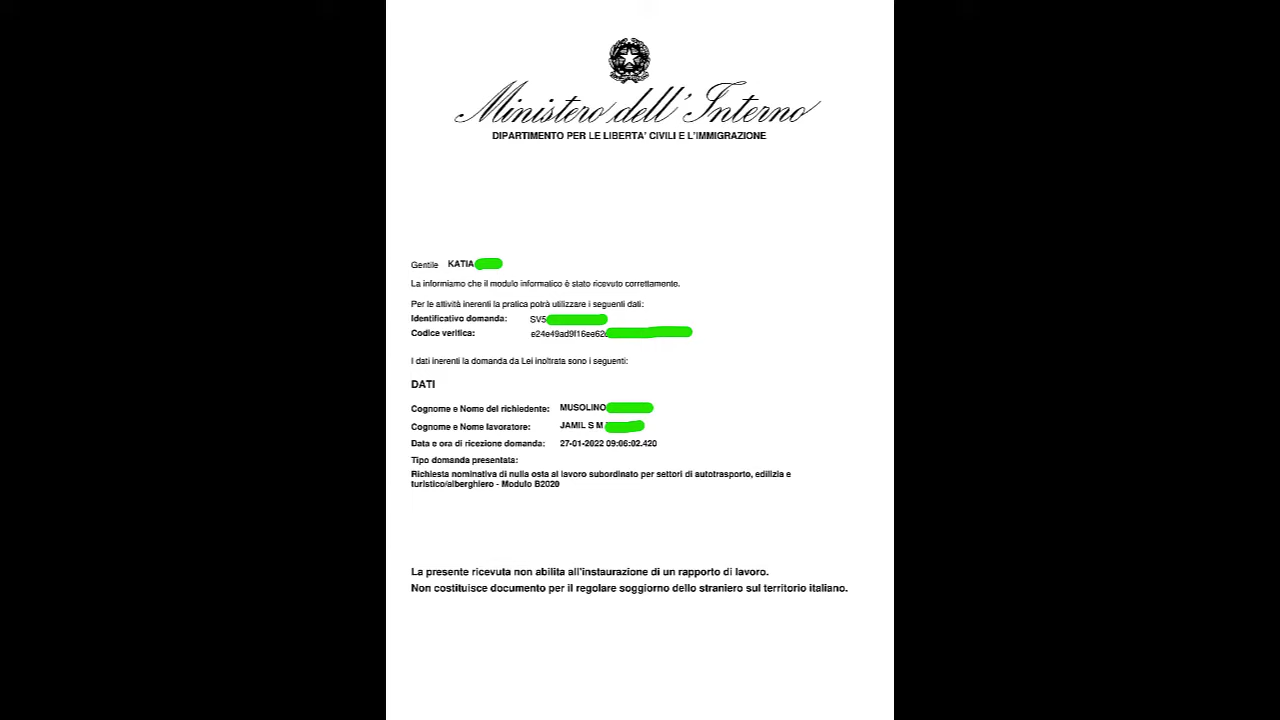 Ministero dell'Interno
DIPARTIMENTO PER LE LIBERTA' CIVILI E L'IMMIGRAZIONE
Gentile KATIA
La informiamo che il modulo informatico è stato ricevuto correttamente.
Per le attività inerenti la pratica potrà utilizzare i seguenti dati:
Identificativo domanda: SV5
Codice verifica: e24e49ad9f16ee62
I dati inerenti la domanda da Lei inoltrata sono i seguenti:
DATI
Cognome e Nome del richiedente: MUSOLINO
Cognome e Nome lavoratore: JAMIL S M
Data e ora di ricezione domanda: 27-01-2022 09:06:02.420
Tipo domanda presentata:
Richiesta nominativa di nulla osta al lavoro subordinato per settori di autotrasporto, edilizia e
turistico/alberghiero - Modulo B2020
La presente ricevuta non abilita all'instaurazione di un rapporto di lavoro.
Non costituisce documento per il regolare soggiorno dello straniero sul territorio italiano.